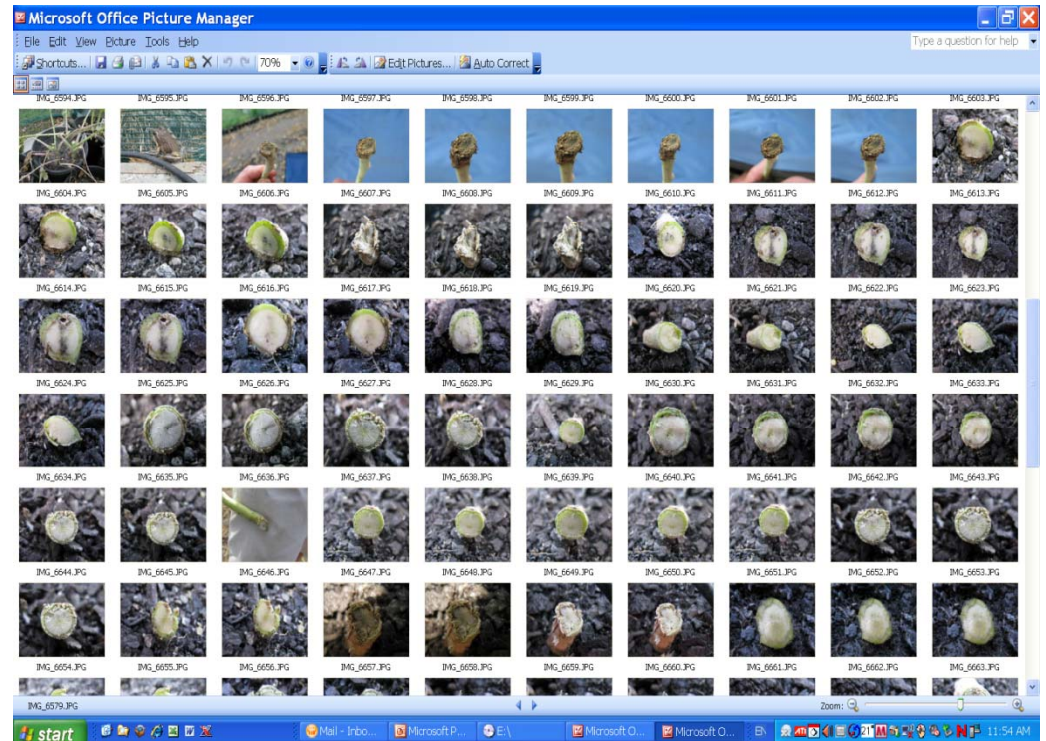 Microsoft Office Picture Manager
File Edit View Picture Tools Help
Type a question for help
Shortcuts... 70% Edit Pictures... Auto Correct
IMG_6594.JPG IMG_6595.JPG IMG_6596.JPG IMG_6597.JPG IMG_6598.JPG IMG_6599.JPG IMG_6600.JPG IMG_6601.JPG IMG_6602.JPG IMG_6603.JPG
IMG_6604.JPG IMG_6605.JPG IMG_6606.JPG IMG_6607.JPG IMG_6608.JPG IMG_6609.JPG IMG_6610.JPG IMG_6611.JPG IMG_6612.JPG IMG_6613.JPG
IMG_6614.JPG IMG_6615.JPG IMG_6616.JPG IMG_6617.JPG IMG_6618.JPG IMG_6619.JPG IMG_6620.JPG IMG_6621.JPG IMG_6622.JPG IMG_6623.JPG
IMG_6624.JPG IMG_6625.JPG IMG_6626.JPG IMG_6627.JPG IMG_6628.JPG IMG_6629.JPG IMG_6630.JPG IMG_6631.JPG IMG_6632.JPG IMG_6633.JPG
IMG_6634.JPG IMG_6635.JPG IMG_6636.JPG IMG_6637.JPG IMG_6638.JPG IMG_6639.JPG IMG_6640.JPG IMG_6641.JPG IMG_6642.JPG IMG_6643.JPG
IMG_6644.JPG IMG_6645.JPG IMG_6646.JPG IMG_6647.JPG IMG_6648.JPG IMG_6649.JPG IMG_6650.JPG IMG_6651.JPG IMG_6652.JPG IMG_6653.JPG
IMG_6654.JPG IMG_6655.JPG IMG_6656.JPG IMG_6657.JPG IMG_6658.JPG IMG_6659.JPG IMG_6660.JPG IMG_6661.JPG IMG_6662.JPG IMG_6663.JPG
IMG_6579.JPG Zoom:
start Mail - Inbo... Microsoft P... E:\ Microsoft O... Microsoft O... EN 21 11:54 AM